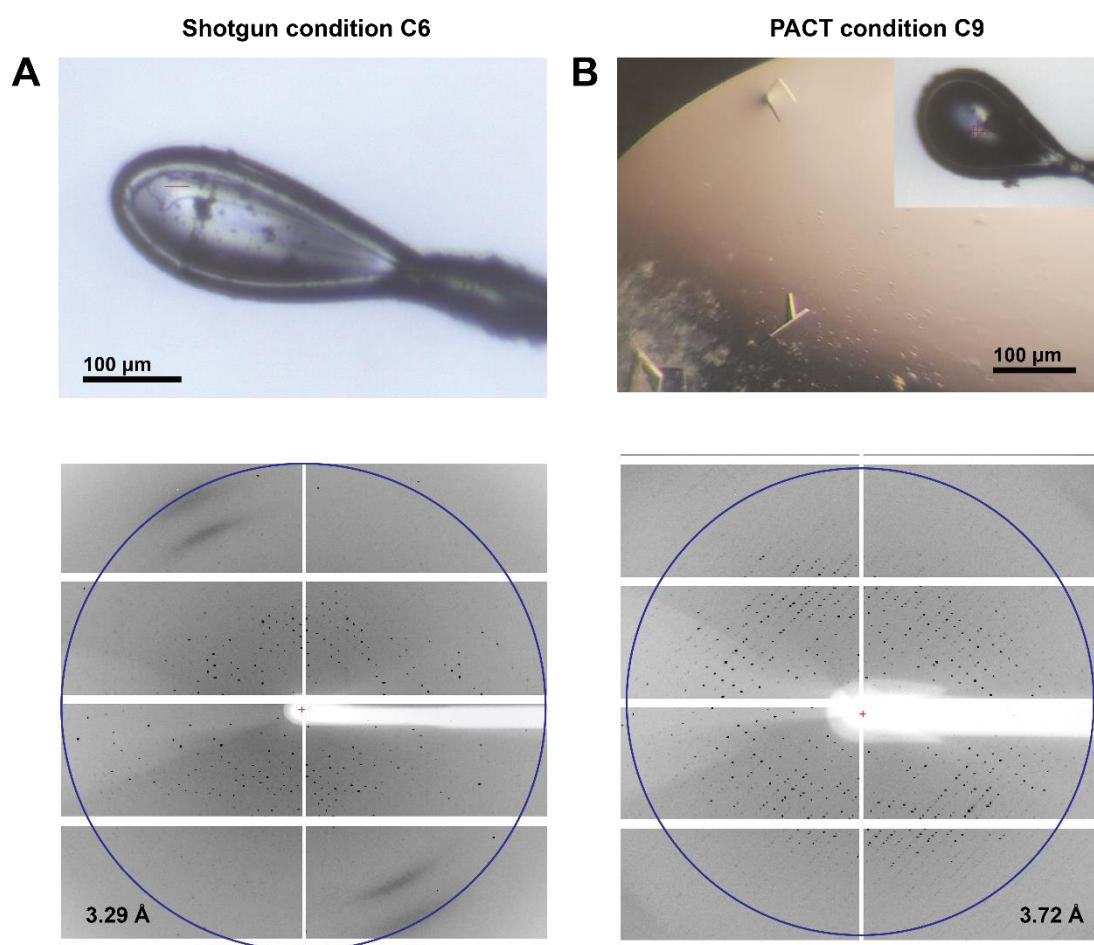 Shotgun condition C6
PACT condition C9
A
B
100 µm
100 µm
3.29 Å
3.72 Å